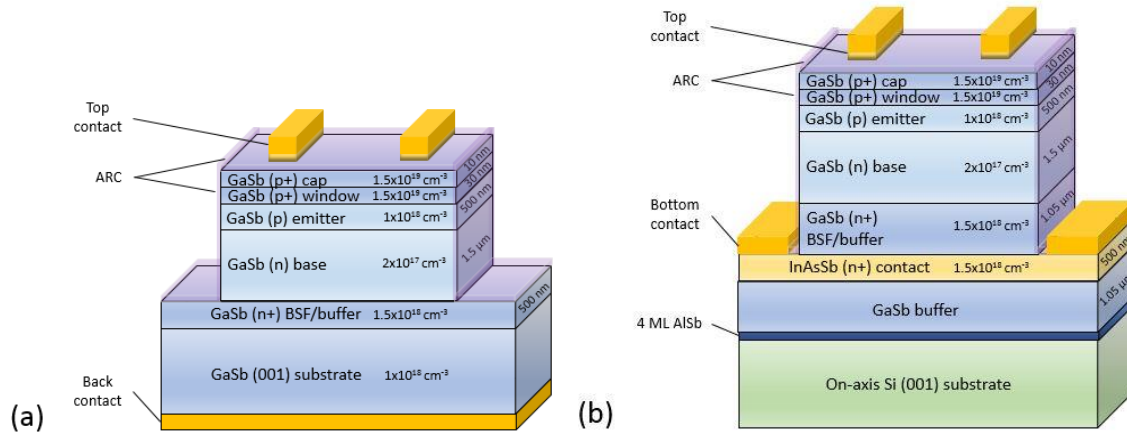 Top
contact
ARC
GaSb (p+) cap 1.5x10¹⁹ cm⁻³ 10 nm
GaSb (p+) window 1.5x10¹⁹ cm⁻³ 30 nm
GaSb (p) emitter 1x10¹⁸ cm⁻³ 500 nm
GaSb (n) base 2x10¹⁷ cm⁻³ 1.5 μm
GaSb (n+) BSF/buffer 1.5x10¹⁸ cm⁻³ 500 nm
GaSb (001) substrate 1x10¹⁸ cm⁻³
Back
contact
(a)
Top
contact
ARC
GaSb (p+) cap 1.5x10¹⁹ cm⁻³ 10 nm
GaSb (p+) window 1.5x10¹⁹ cm⁻³ 30 nm
GaSb (p) emitter 1x10¹⁸ cm⁻³ 500 nm
GaSb (n) base 2x10¹⁷ cm⁻³ 1.5 μm
Bottom
contact
GaSb (n+)
BSF/buffer 1.5x10¹⁸ cm⁻³ 1.05 μm
InAsSb (n+) contact 1.5x10¹⁸ cm⁻³ 500 nm
GaSb buffer 1.05 μm
4 ML AlSb
On-axis Si (001) substrate
(b)